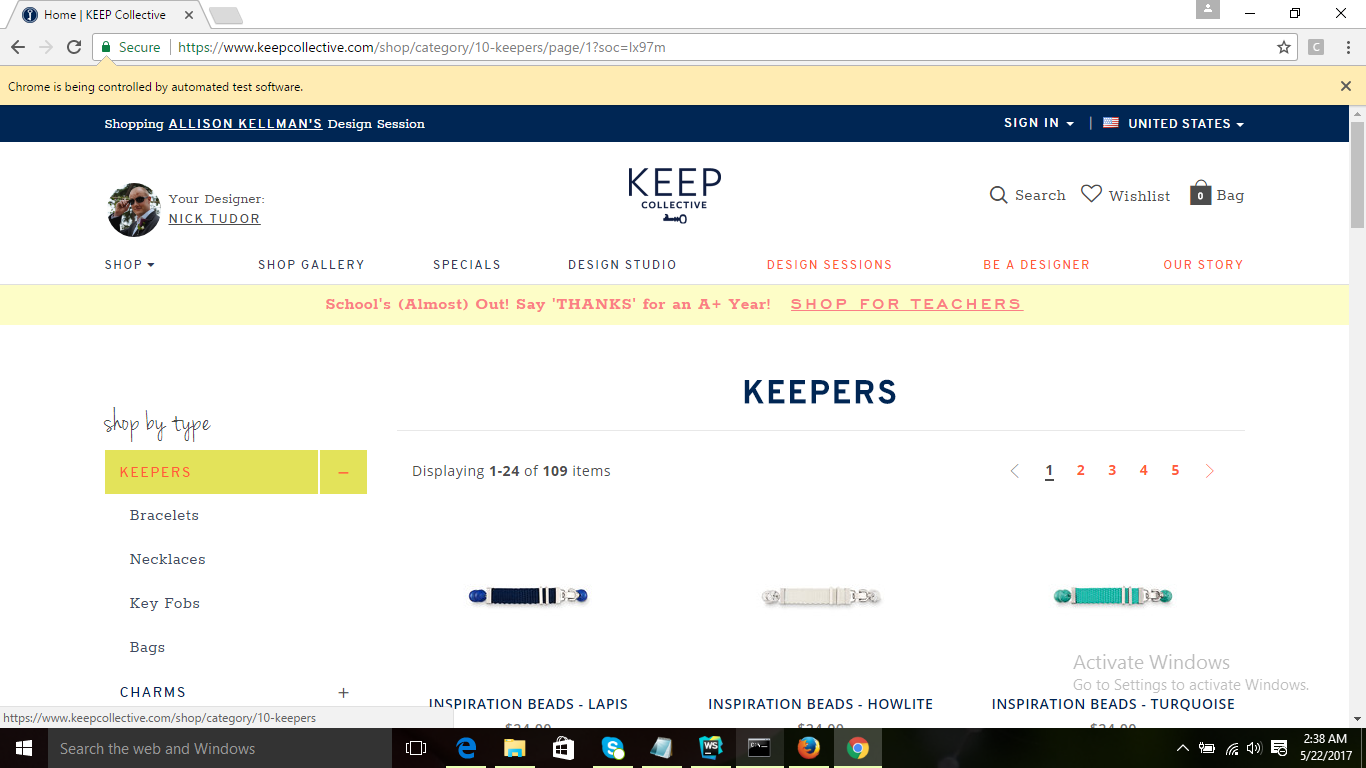 Home | KEEP Collective
Secure https://www.keepcollective.com/shop/category/10-keepers/page/1?soc=lx97m
C
Chrome is being controlled by automated test software.
Shopping ALLISON KELLMAN'S Design Session
SIGN IN | UNITED STATES
Your Designer:
NICK TUDOR
KEEP
COLLECTIVE
Search Wishlist 0 Bag
SHOP SHOP GALLERY SPECIALS DESIGN STUDIO DESIGN SESSIONS BE A DESIGNER OUR STORY
School's (Almost) Out! Say 'THANKS' for an A+ Year! SHOP FOR TEACHERS
KEEPERS
shop by type
KEEPERS −
Displaying 1-24 of 109 items
1 2 3 4 5
Bracelets
Necklaces
Key Fobs
Bags
CHARMS +
INSPIRATION BEADS - LAPIS
INSPIRATION BEADS - HOWLITE
INSPIRATION BEADS - TURQUOISE
Activate Windows
Go to Settings to activate Windows.
https://www.keepcollective.com/shop/category/10-keepers
Search the web and Windows
WS
2:38 AM
5/22/2017